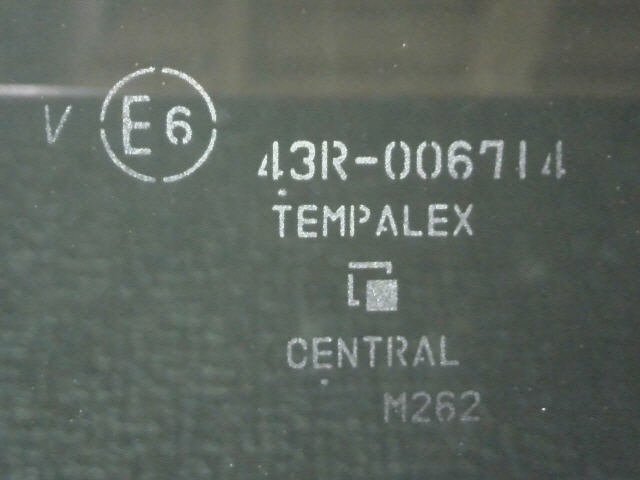 V E6 43R-006714
TEMPALEX
CENTRAL
M262